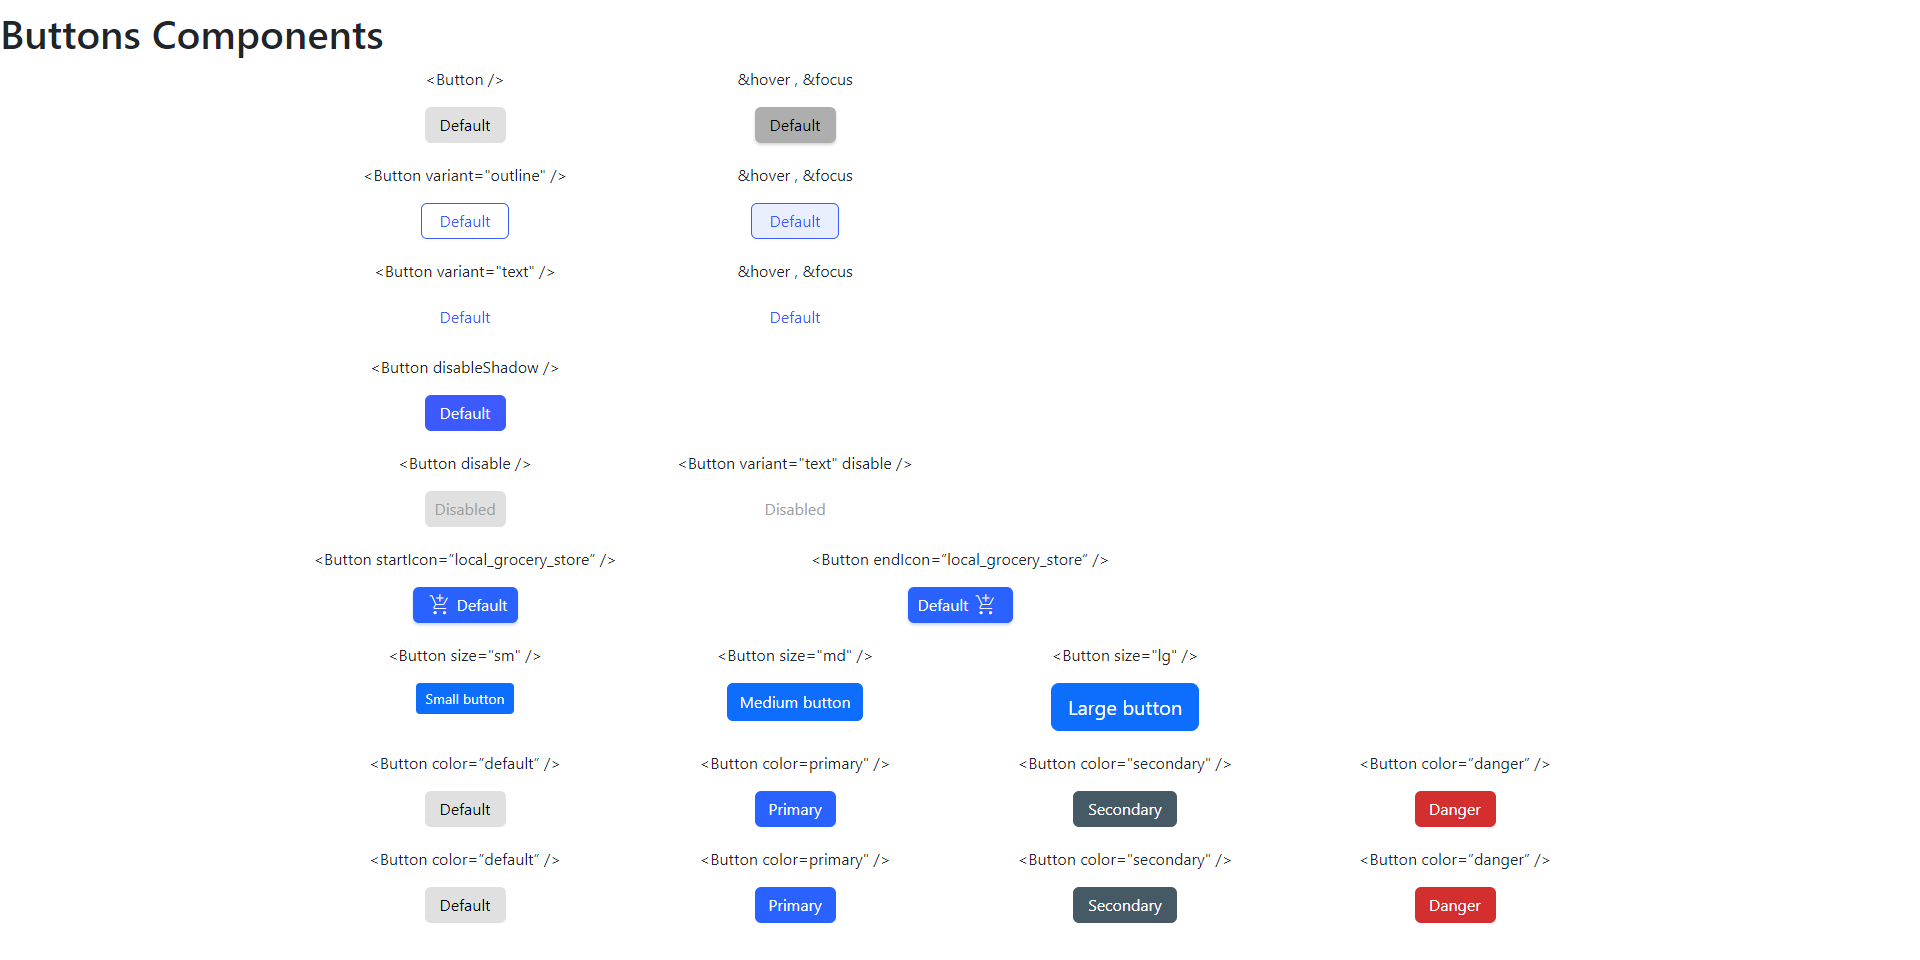 Buttons Components
<Button /> &hover , &focus
Default Default
<Button variant="outline" /> &hover , &focus
Default Default
<Button variant="text" /> &hover , &focus
Default Default
<Button disableShadow />
Default
<Button disable /> <Button variant="text" disable />
Disabled Disabled
<Button startIcon=”local_grocery_store” /> <Button endIcon=”local_grocery_store” />
Default Default
<Button size="sm" /> <Button size="md" /> <Button size="lg" />
Small button Medium button Large button
<Button color=”default” /> <Button color=primary" /> <Button color="secondary" /> <Button color=”danger” />
Default Primary Secondary Danger
<Button color=”default” /> <Button color=primary" /> <Button color="secondary" /> <Button color=”danger” />
Default Primary Secondary Danger